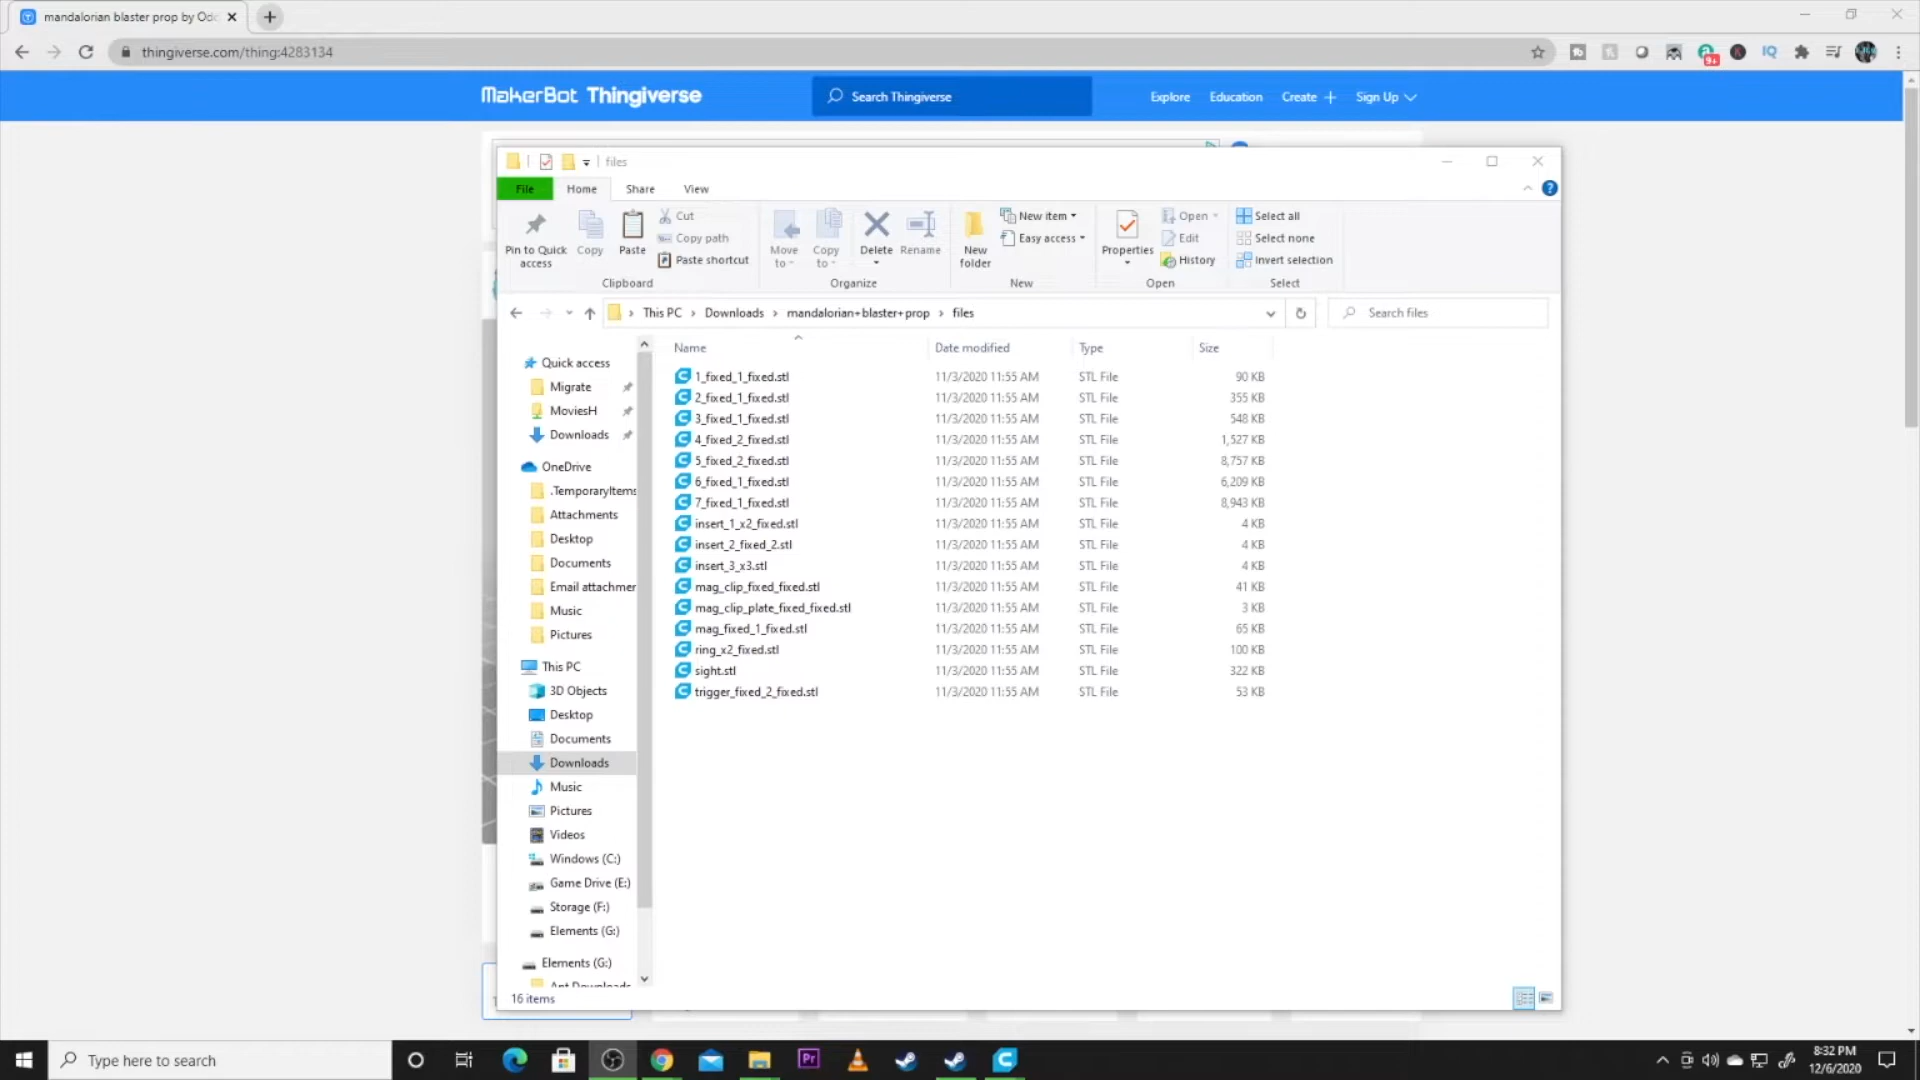 mandalorian blaster prop by Odd
thingiverse.com/thing:4283134
9+
IQ
MakerBot Thingiverse
Search Thingiverse
Explore
Education
Create
Sign Up
files
File
Home
Share
View
Pin to Quick access
Copy
Paste
Cut
Copy path
Paste shortcut
Clipboard
Move to
Copy to
Delete
Rename
Organize
New folder
New item
Easy access
New
Properties
Open
Edit
History
Open
Select all
Select none
Invert selection
Select
This PC > Downloads > mandalorian+blaster+prop > files
Search files
Name Date modified Type Size
1_fixed_1_fixed.stl 11/3/2020 11:55 AM STL File 90 KB
2_fixed_1_fixed.stl 11/3/2020 11:55 AM STL File 355 KB
3_fixed_1_fixed.stl 11/3/2020 11:55 AM STL File 548 KB
4_fixed_2_fixed.stl 11/3/2020 11:55 AM STL File 1,527 KB
5_fixed_2_fixed.stl 11/3/2020 11:55 AM STL File 8,757 KB
6_fixed_1_fixed.stl 11/3/2020 11:55 AM STL File 6,209 KB
7_fixed_1_fixed.stl 11/3/2020 11:55 AM STL File 8,943 KB
insert_1_x2_fixed.stl 11/3/2020 11:55 AM STL File 4 KB
insert_2_fixed_2.stl 11/3/2020 11:55 AM STL File 4 KB
insert_3_x3.stl 11/3/2020 11:55 AM STL File 4 KB
mag_clip_fixed_fixed.stl 11/3/2020 11:55 AM STL File 41 KB
mag_clip_plate_fixed_fixed.stl 11/3/2020 11:55 AM STL File 3 KB
mag_fixed_1_fixed.stl 11/3/2020 11:55 AM STL File 65 KB
ring_x2_fixed.stl 11/3/2020 11:55 AM STL File 100 KB
sight.stl 11/3/2020 11:55 AM STL File 322 KB
trigger_fixed_2_fixed.stl 11/3/2020 11:55 AM STL File 53 KB
Quick access
Migrate
MoviesH
Downloads
OneDrive
.TemporaryItems
Attachments
Desktop
Documents
Email attachmen
Music
Pictures
This PC
3D Objects
Desktop
Documents
Downloads
Music
Pictures
Videos
Windows (C:)
Game Drive (E:)
Storage (F:)
Elements (G:)
Elements (G:)
16 items
Type here to search
Pr
8:32 PM
12/6/2020